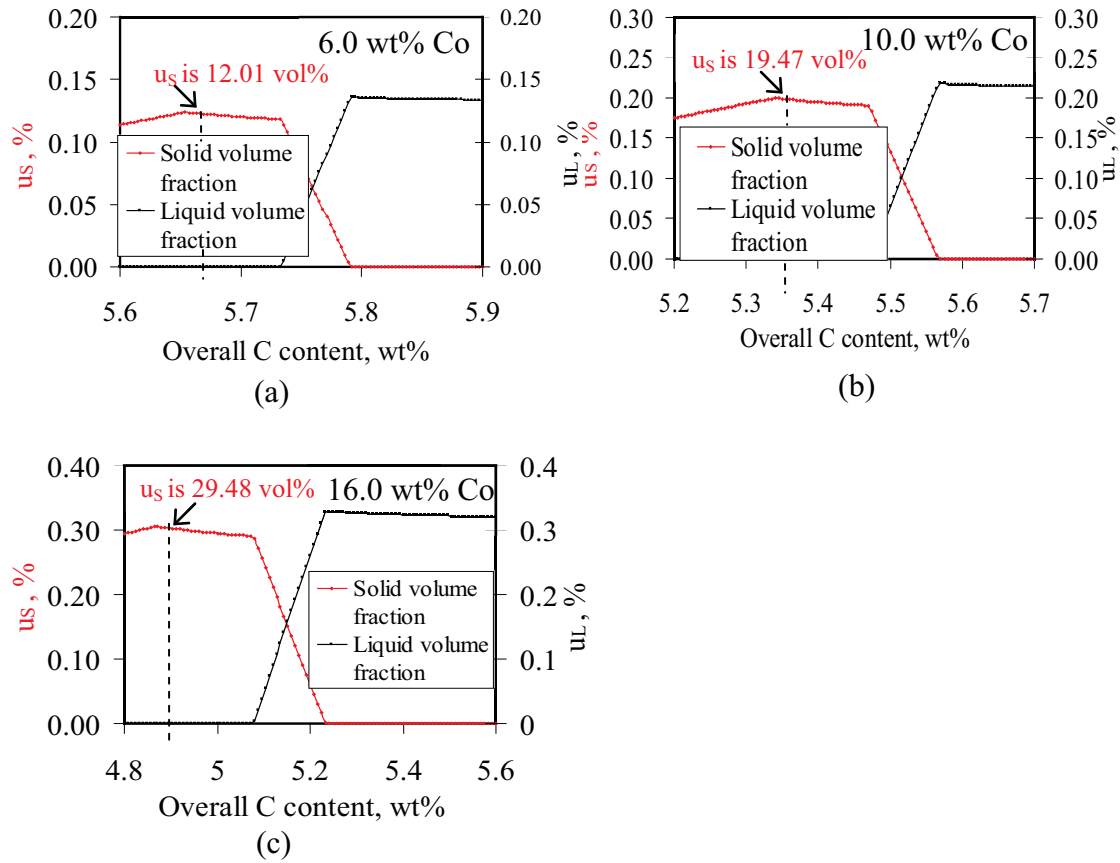 0.20
0.15
0.10
0.05
0.00
uS, %
6.0 wt% Co
uS is 12.01 vol%
Solid volume
fraction
Liquid volume
fraction
0.20
0.15
0.10
0.05
0.00
uL, %
5.6 5.7 5.8 5.9
Overall C content, wt%
(a)
0.30
0.25
0.20
0.15
0.10
0.05
0.00
us, %
10.0 wt% Co
uS is 19.47 vol%
Solid volume
fraction
Liquid volume
fraction
0.30
0.25
0.20
0.15
0.10
0.05
0.00
uL, %
5.2 5.3 5.4 5.5 5.6 5.7
Overall C content, wt%
(b)
0.40
0.30
0.20
0.10
0.00
uS, %
16.0 wt% Co
uS is 29.48 vol%
Solid volume
fraction
Liquid volume
fraction
0.4
0.3
0.2
0.1
0
uL, %
4.8 5 5.2 5.4 5.6
Overall C content, wt%
(c)